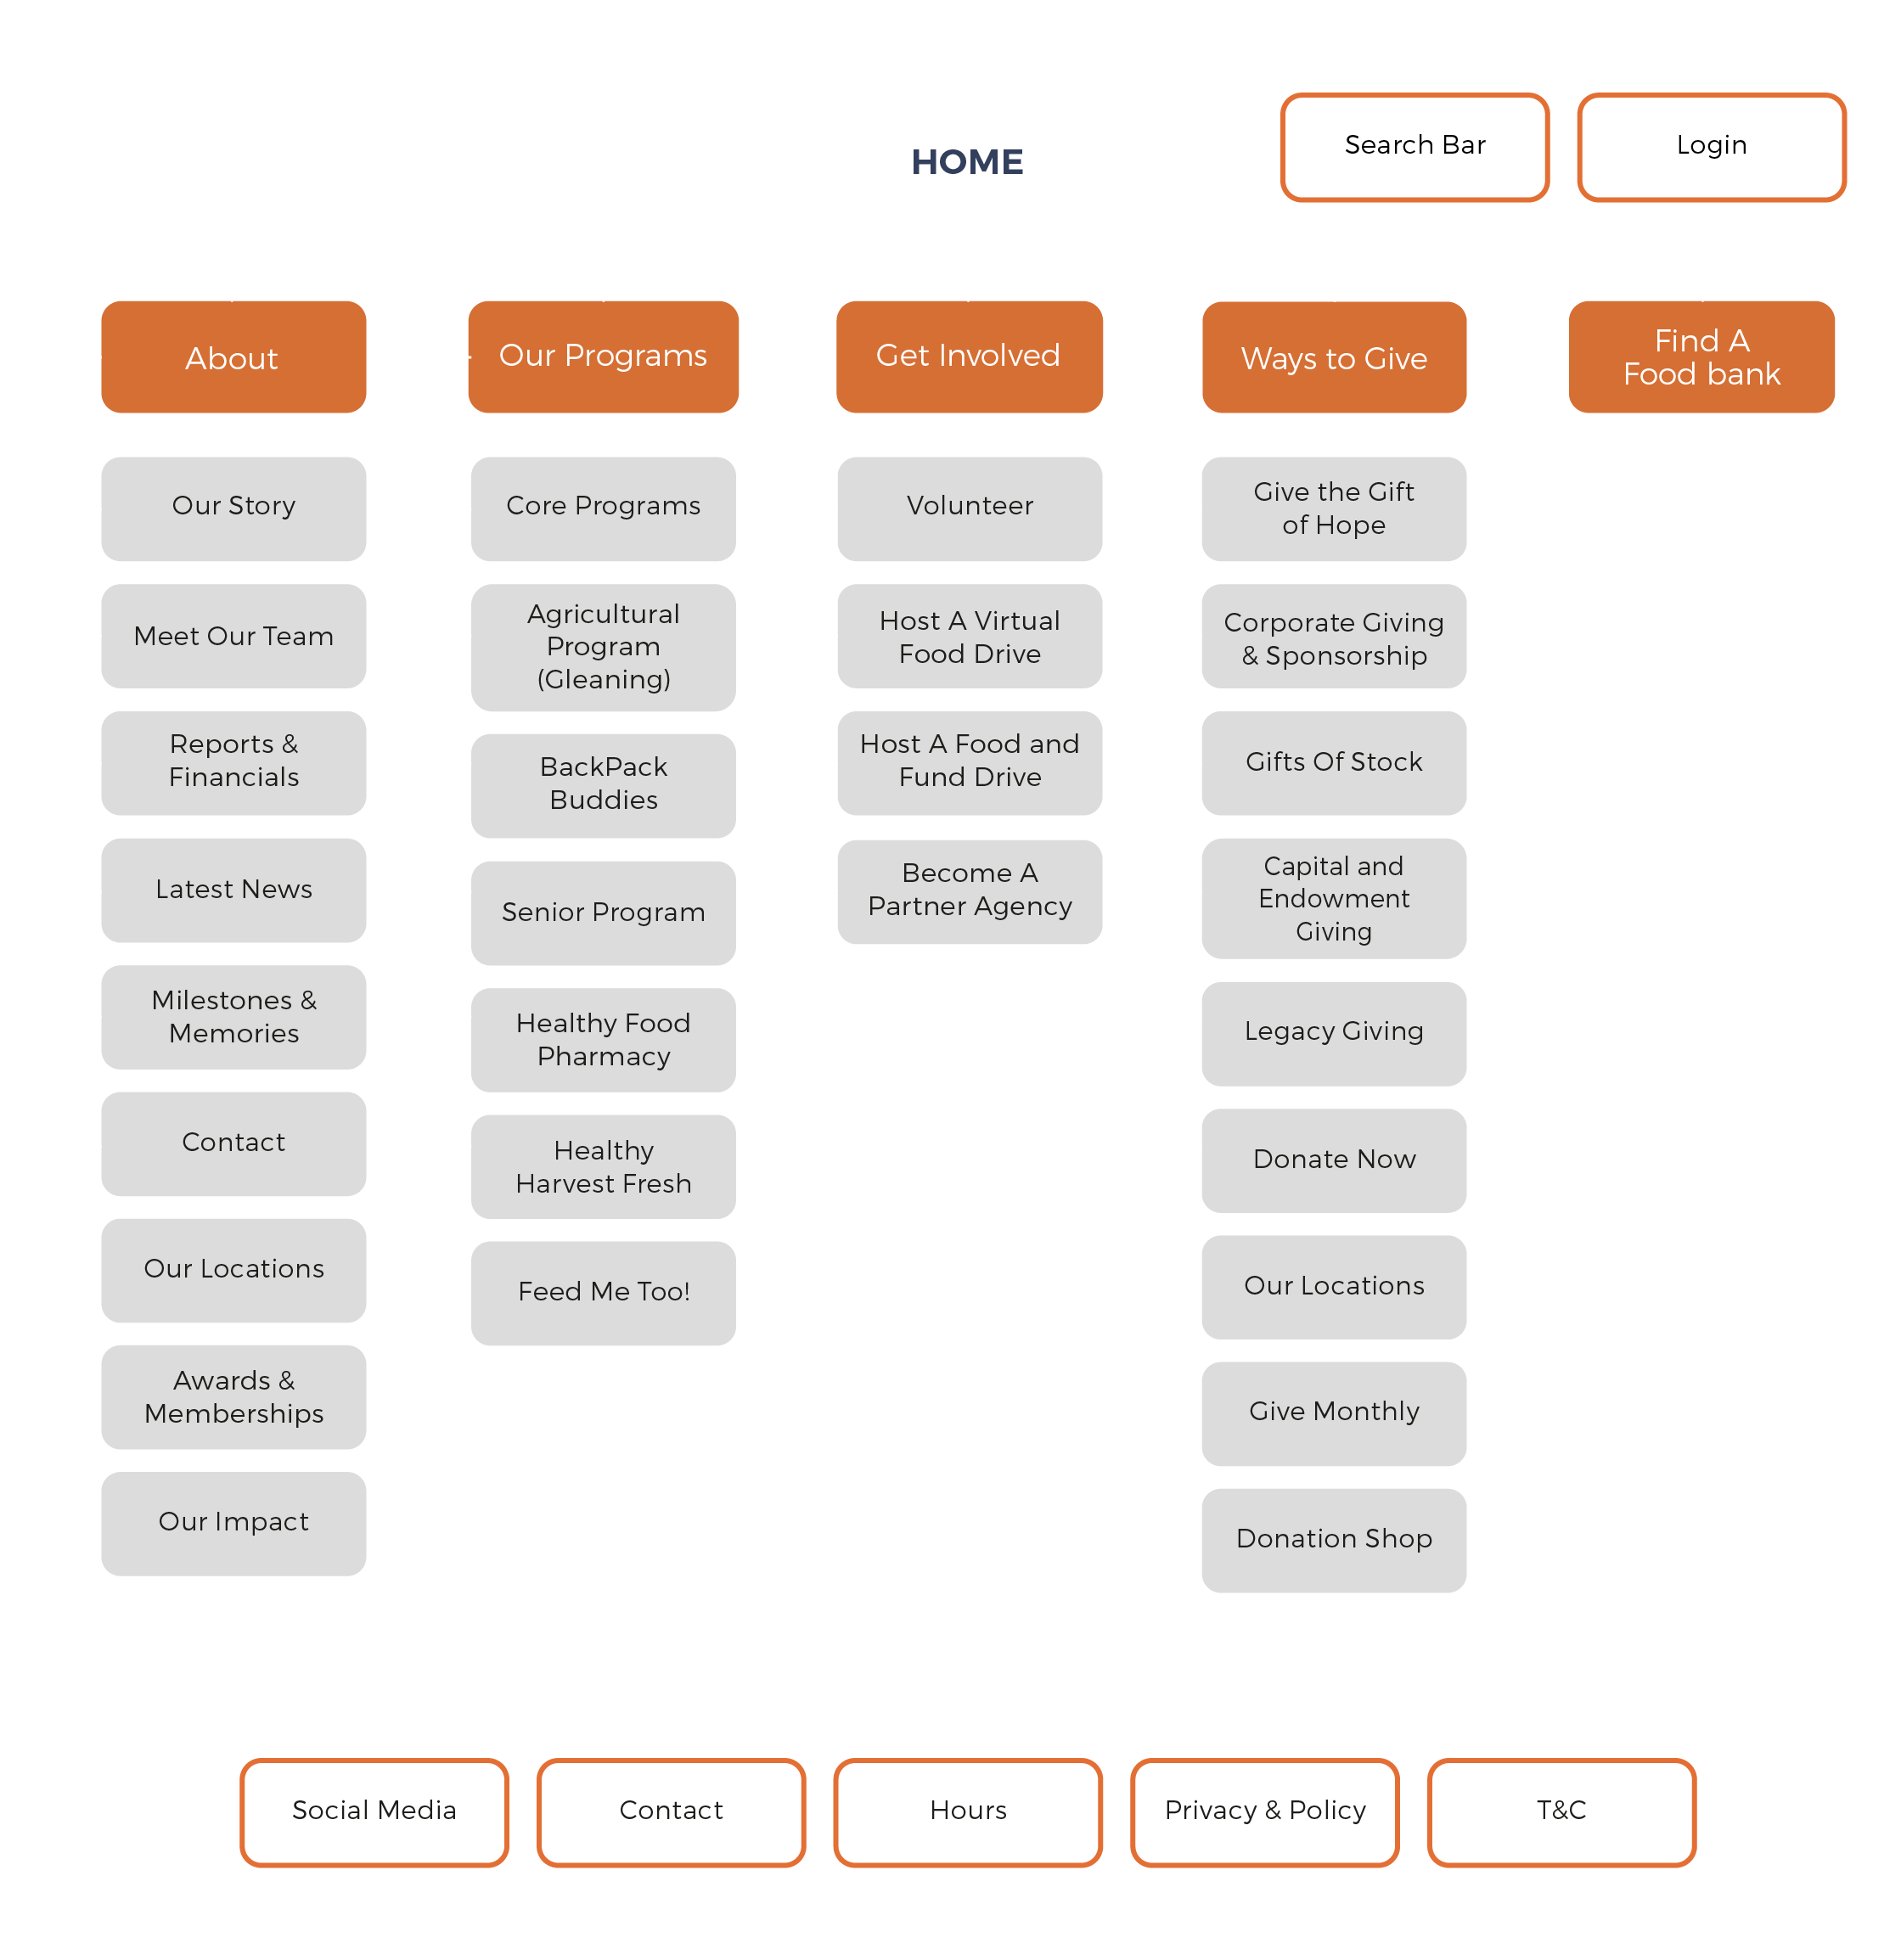 HOME
Search Bar
Login
About
Our Programs
Get Involved
Ways to Give
Find A
Food bank
Our Story
Meet Our Team
Reports &
Financials
Latest News
Milestones &
Memories
Contact
Our Locations
Awards &
Memberships
Our Impact
Core Programs
Agricultural
Program
(Gleaning)
BackPack
Buddies
Senior Program
Healthy Food
Pharmacy
Healthy
Harvest Fresh
Feed Me Too!
Volunteer
Host A Virtual
Food Drive
Host A Food and
Fund Drive
Become A
Partner Agency
Give the Gift
of Hope
Corporate Giving
& Sponsorship
Gifts Of Stock
Capital and
Endowment
Giving
Legacy Giving
Donate Now
Our Locations
Give Monthly
Donation Shop
Social Media
Contact
Hours
Privacy & Policy
T&C